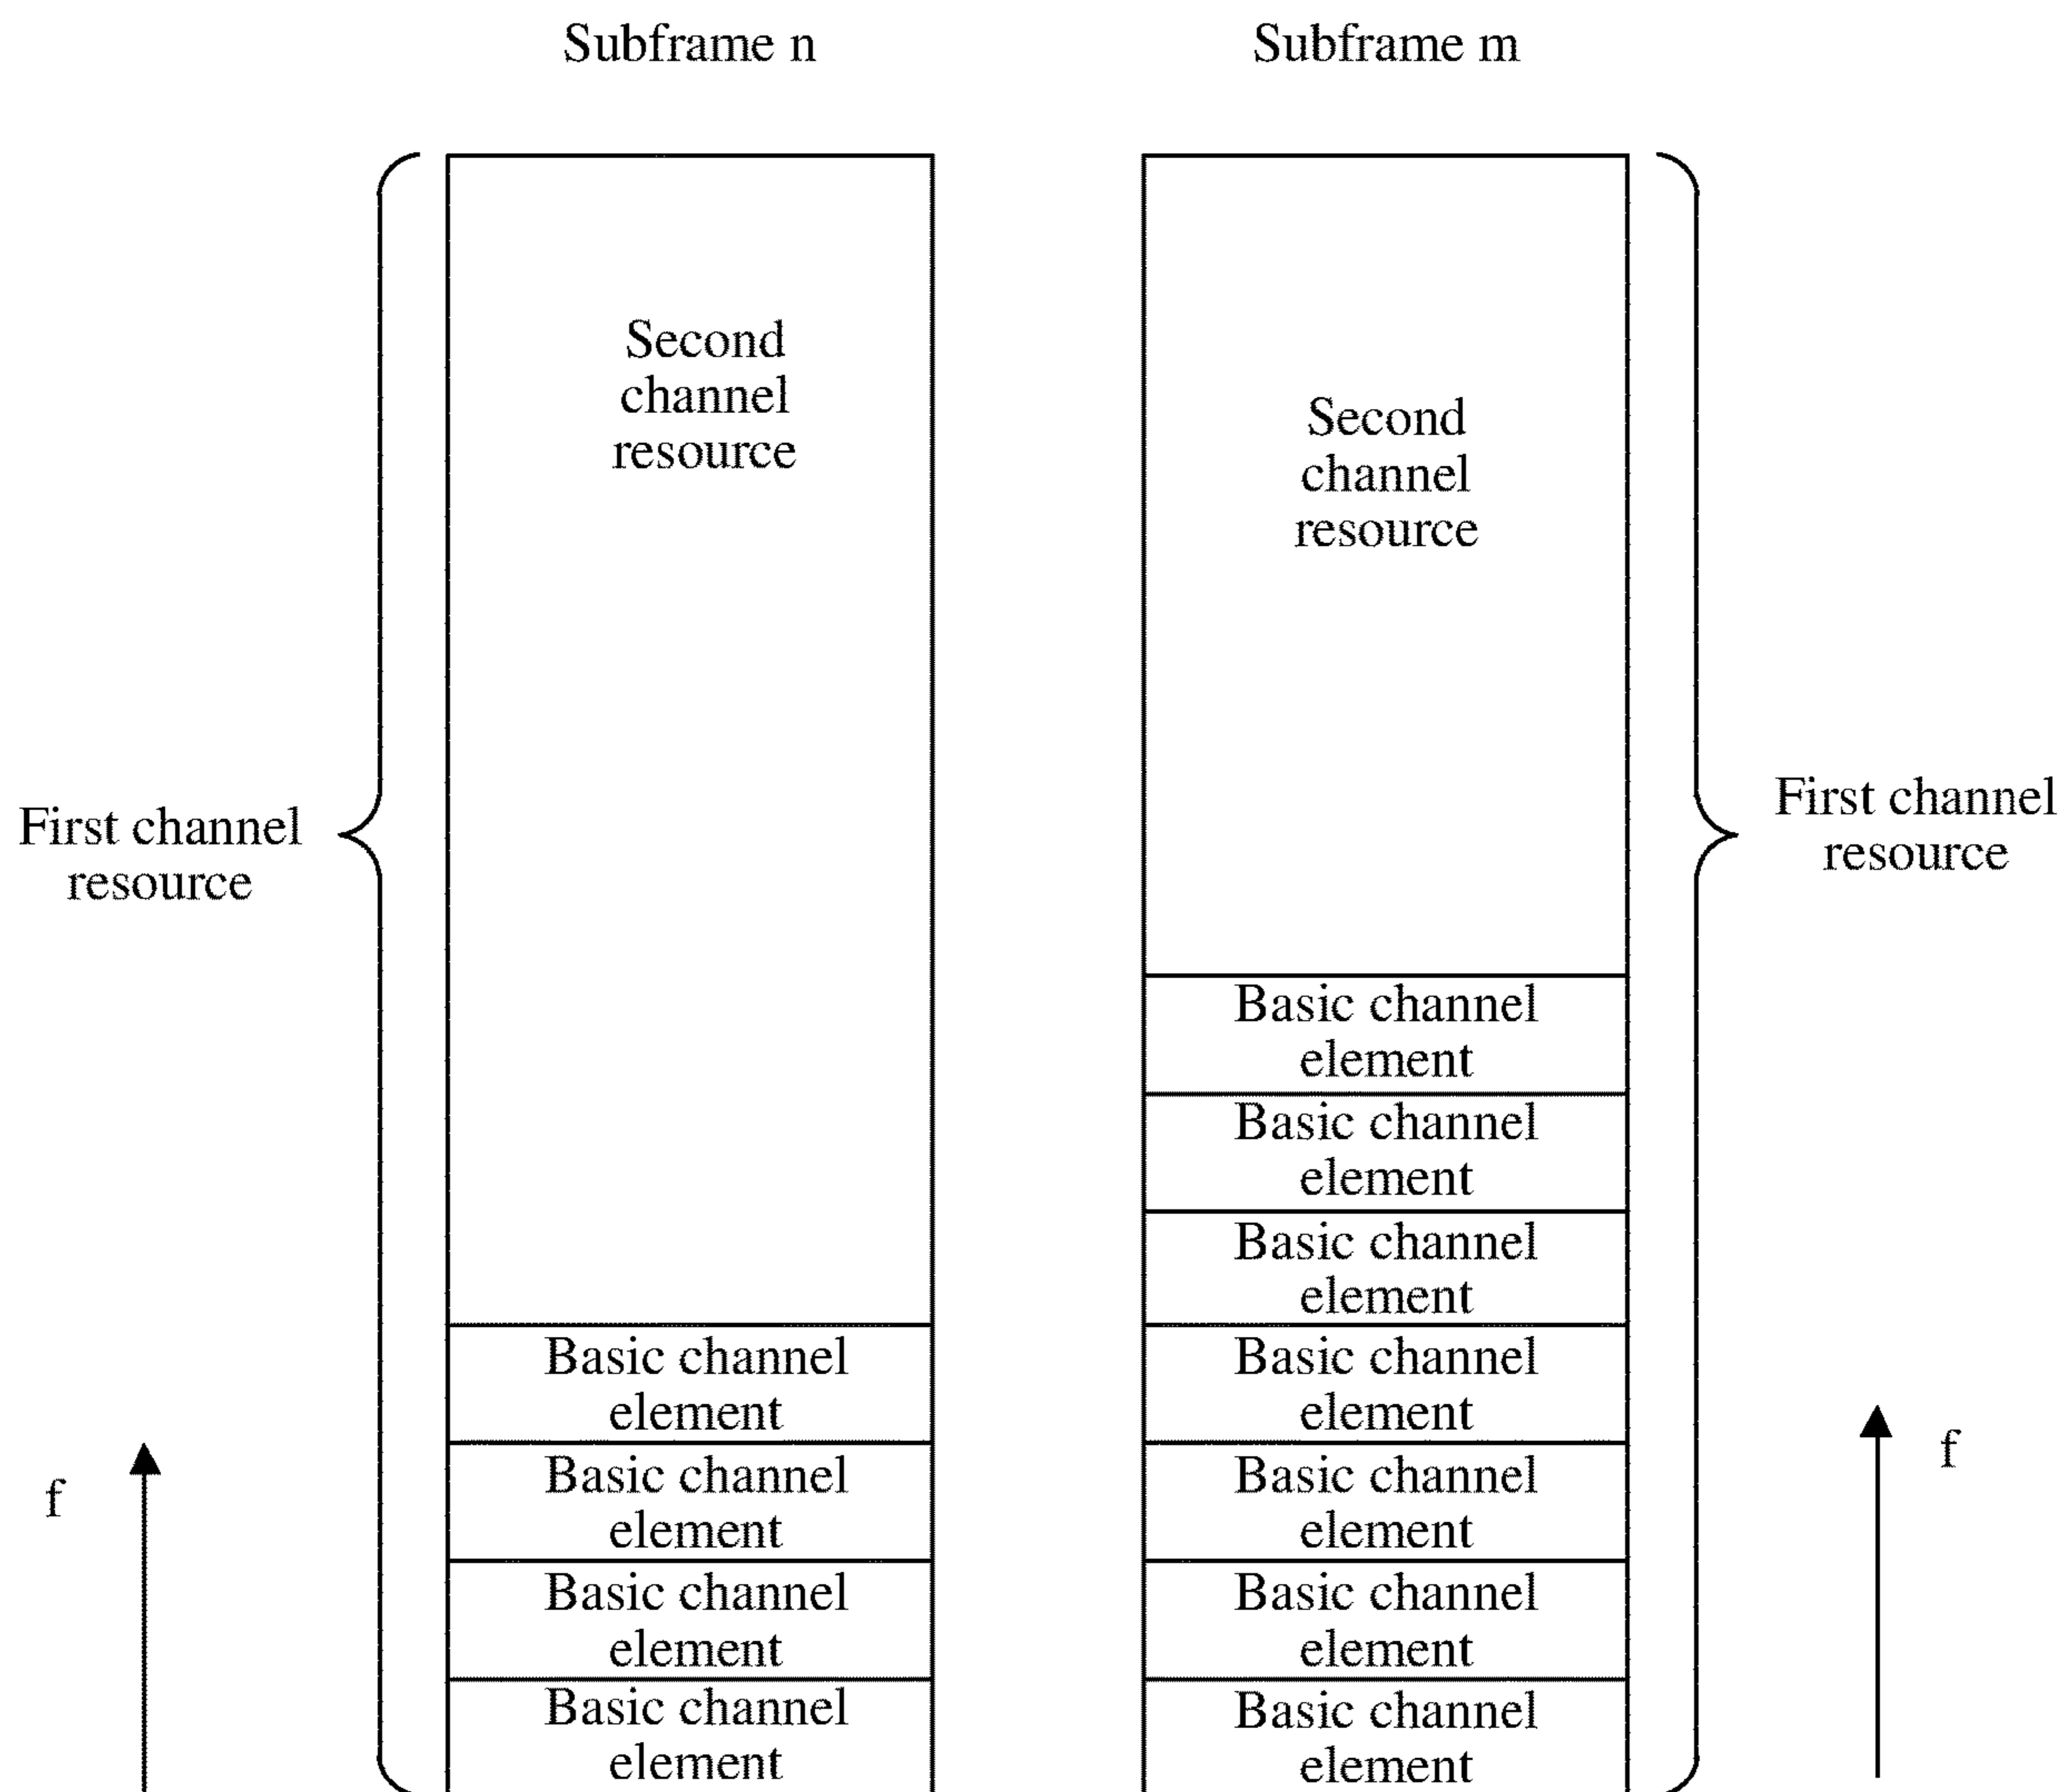 Subframe n
Subframe m
Second
channel
resource
Second
channel
resource
First channel
resource
First channel
resource
Basic channel
element
Basic channel
element
Basic channel
element
Basic channel
element
Basic channel
element
Basic channel
element
Basic channel
element
Basic channel
element
Basic channel
element
Basic channel
element
Basic channel
element
f
f